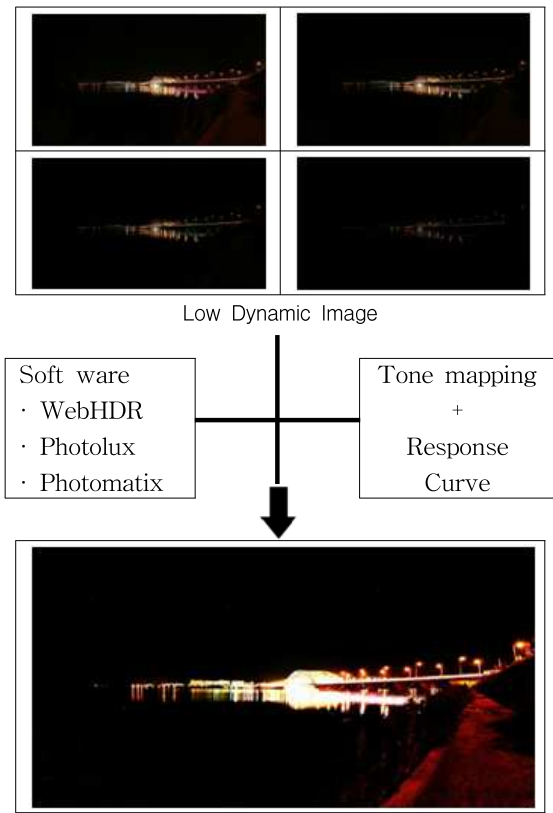 Low Dynamic Image
Soft ware
· WebHDR
· Photolux
· Photomatix
Tone mapping
+
Response
Curve